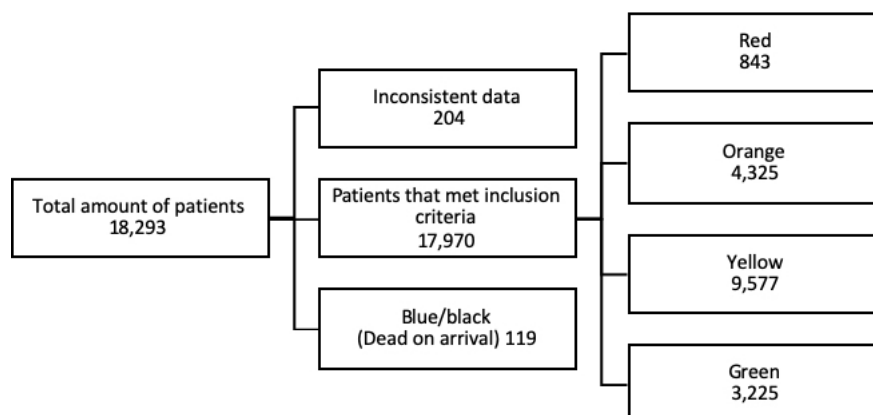 Total amount of patients
18,293
Inconsistent data
204
Patients that met inclusion
criteria
17,970
Blue/black
(Dead on arrival) 119
Red
843
Orange
4,325
Yellow
9,577
Green
3,225